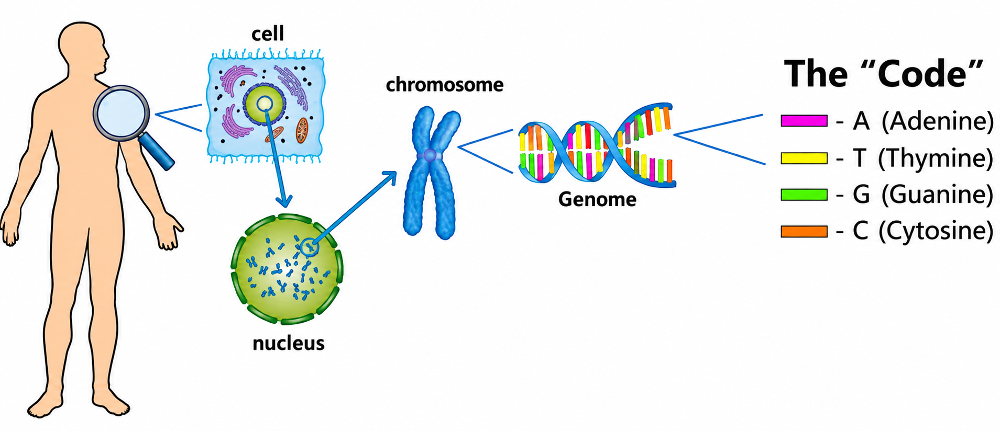 cell
chromosome
nucleus
Genome
The “Code”
- A (Adenine)
- T (Thymine)
- G (Guanine)
- C (Cytosine)